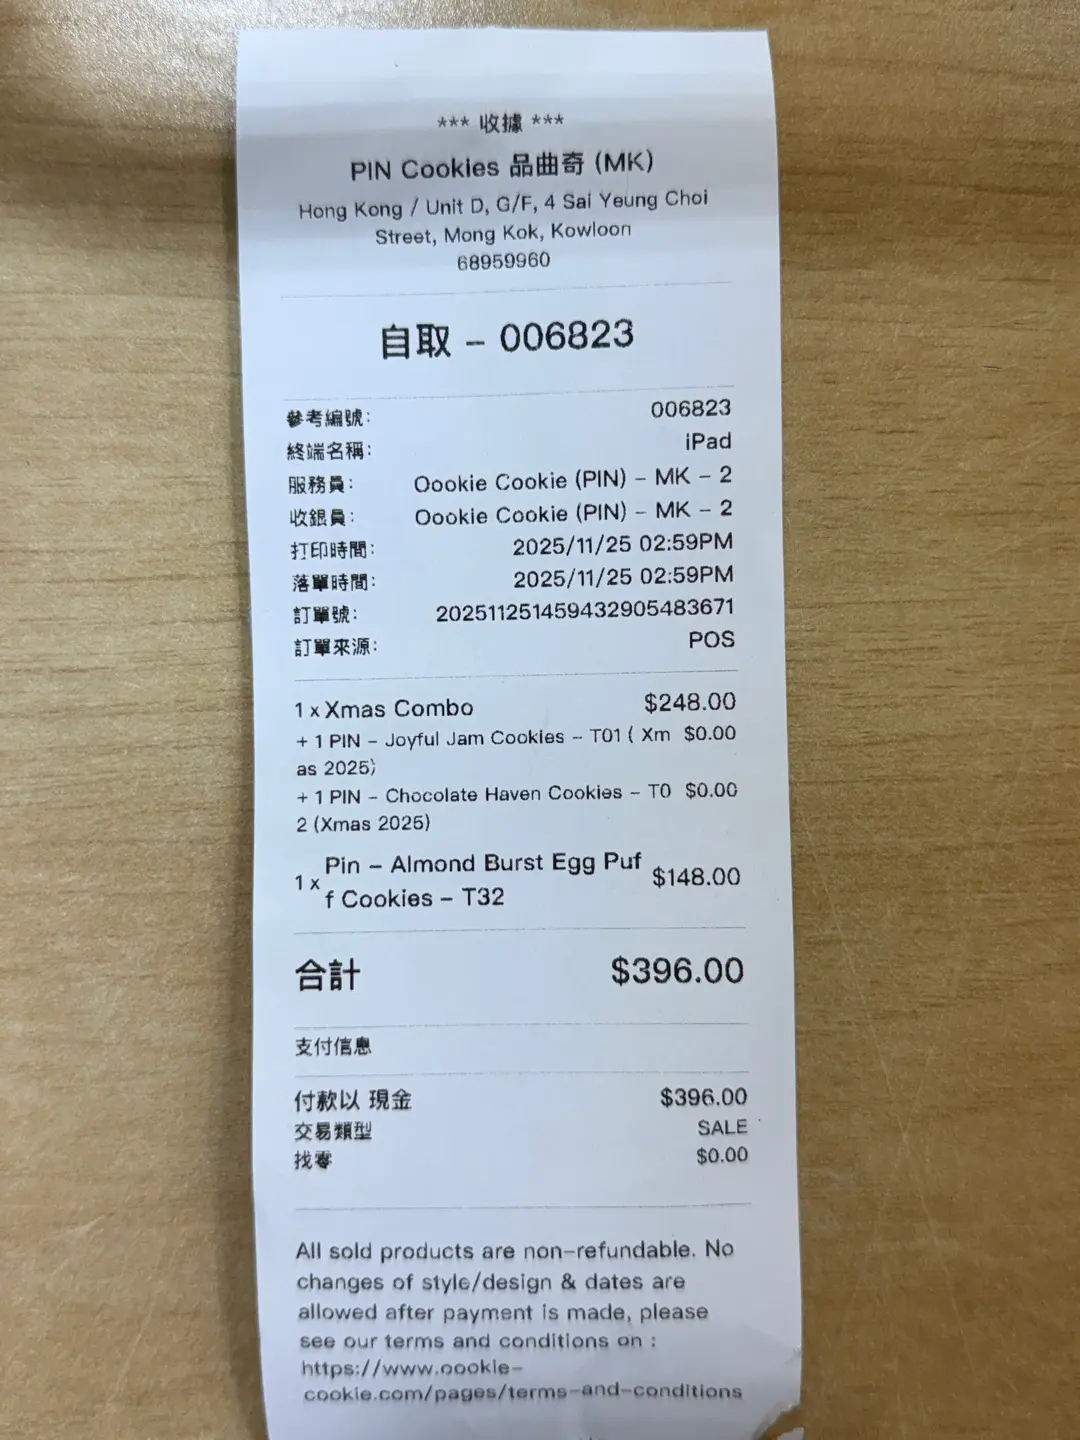 *** 收據 ***
PIN Cookies 品曲奇 (MK)
Hong Kong / Unit D, G/F, 4 Sai Yeung Choi
Street, Mong Kok, Kowloon
68959960
自取 – 006823
參考編號: 006823
終端名稱: iPad
服務員: Oookie Cookie (PIN) – MK – 2
收銀員: Oookie Cookie (PIN) – MK – 2
打印時間: 2025/11/25 02:59PM
落單時間: 2025/11/25 02:59PM
訂單號: 202511251459432905483671
訂單來源: POS
1 x Xmas Combo $248.00
+ 1 PIN – Joyful Jam Cookies – T01 ( Xm $0.00
as 2025)
+ 1 PIN – Chocolate Haven Cookies – T0 $0.00
2 (Xmas 2025)
1 x Pin – Almond Burst Egg Puf $148.00
f Cookies – T32
合計 $396.00
支付信息
付款以 現金 $396.00
交易類型 SALE
找零 $0.00
All sold products are non-refundable. No
changes of style/design & dates are
allowed after payment is made, please
see our terms and conditions on :
https://www.oookie-
cookie.com/pages/terms-and-conditions